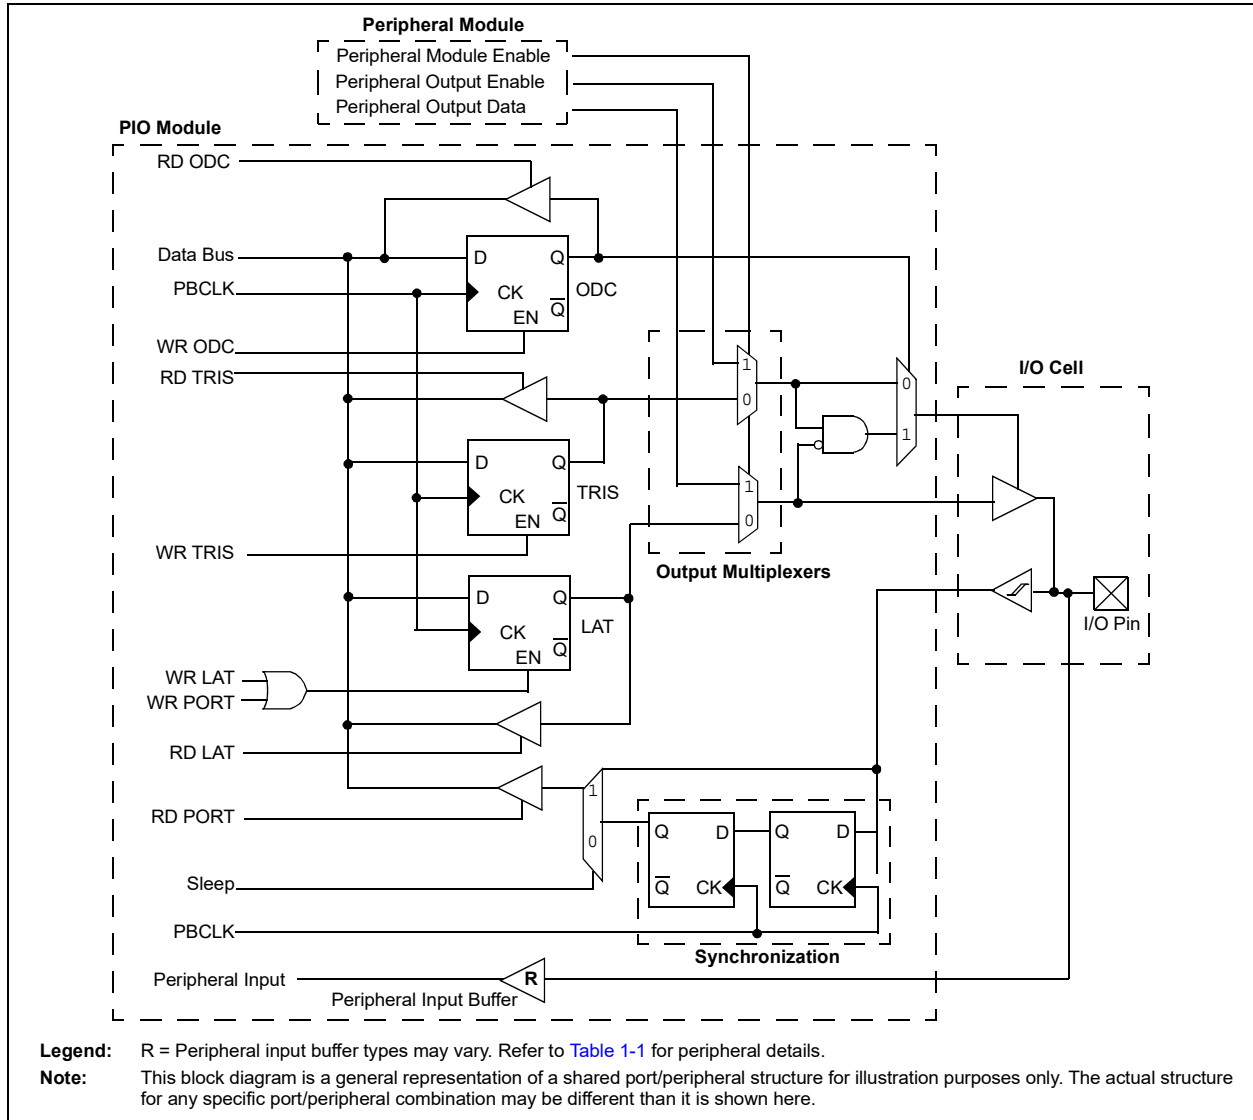 Peripheral Module
Peripheral Module Enable
Peripheral Output Enable
Peripheral Output Data
PIO Module
RD ODC
Data Bus
D
Q
PBCLK
CK
Q
ODC
EN
WR ODC
RD TRIS
1
0
0
1
I/O Cell
D
Q
CK
Q
TRIS
EN
WR TRIS
1
0
Output Multiplexers
D
Q
CK
Q
LAT
EN
I/O Pin
WR LAT
WR PORT
RD LAT
RD PORT
1
0
Q
D
Q
D
Q
CK
Q
CK
Sleep
PBCLK
Synchronization
Peripheral Input
R
Peripheral Input Buffer
Legend: R = Peripheral input buffer types may vary. Refer to Table 1-1 for peripheral details.
Note: This block diagram is a general representation of a shared port/peripheral structure for illustration purposes only. The actual structure
for any specific port/peripheral combination may be different than it is shown here.